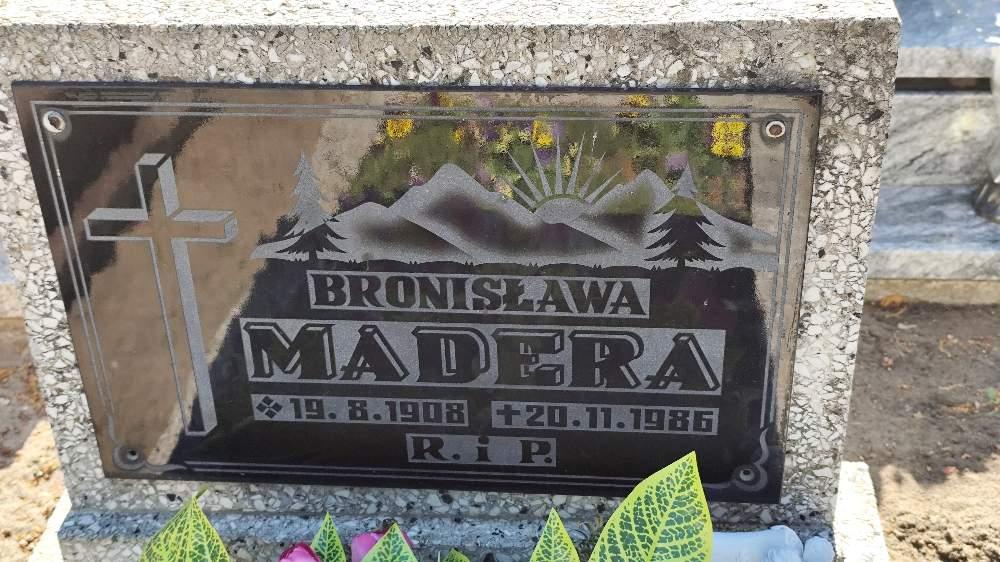 BRONISŁAWA
MADERA
19. 8. 1908 +20.11.1986
R. i P.